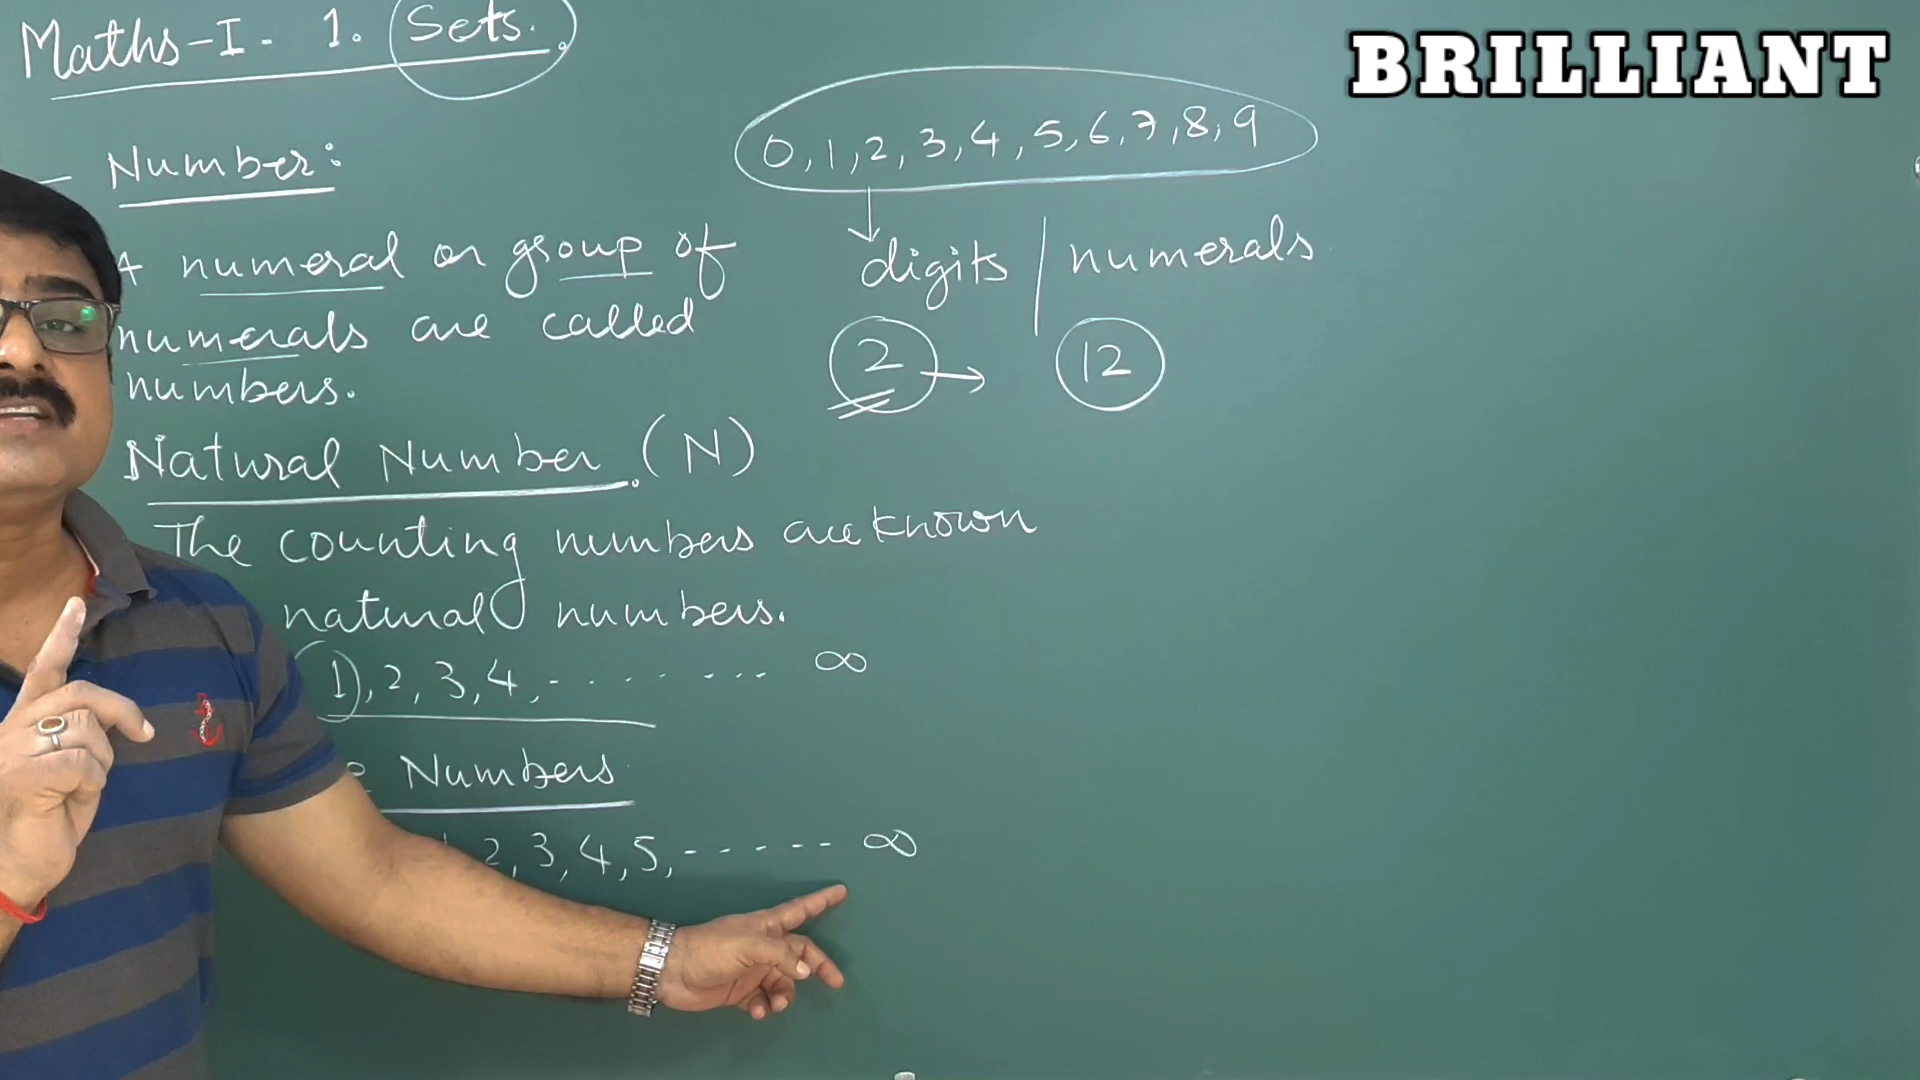 Maths-I. 1. Sets.
BRILLIANT
Number:
0, 1, 2, 3, 4, 5, 6, 7, 8, 9
digits | numerals
2 → 12
A numeral or group of
numerals are called
numbers.
Natural Number. (N)
The counting numbers are known
natural numbers.
1, 2, 3, 4, - . . . . . . ∞
Numbers
2, 3, 4, 5, - - - - - ∞